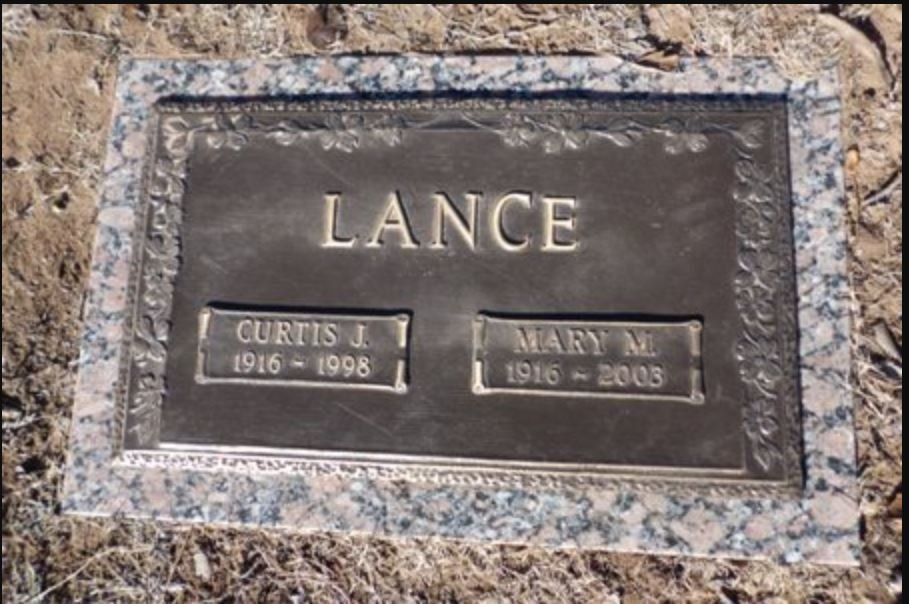 LANCE
CURTIS J.
1916 - 1998
MARY M.
1916 - 2003